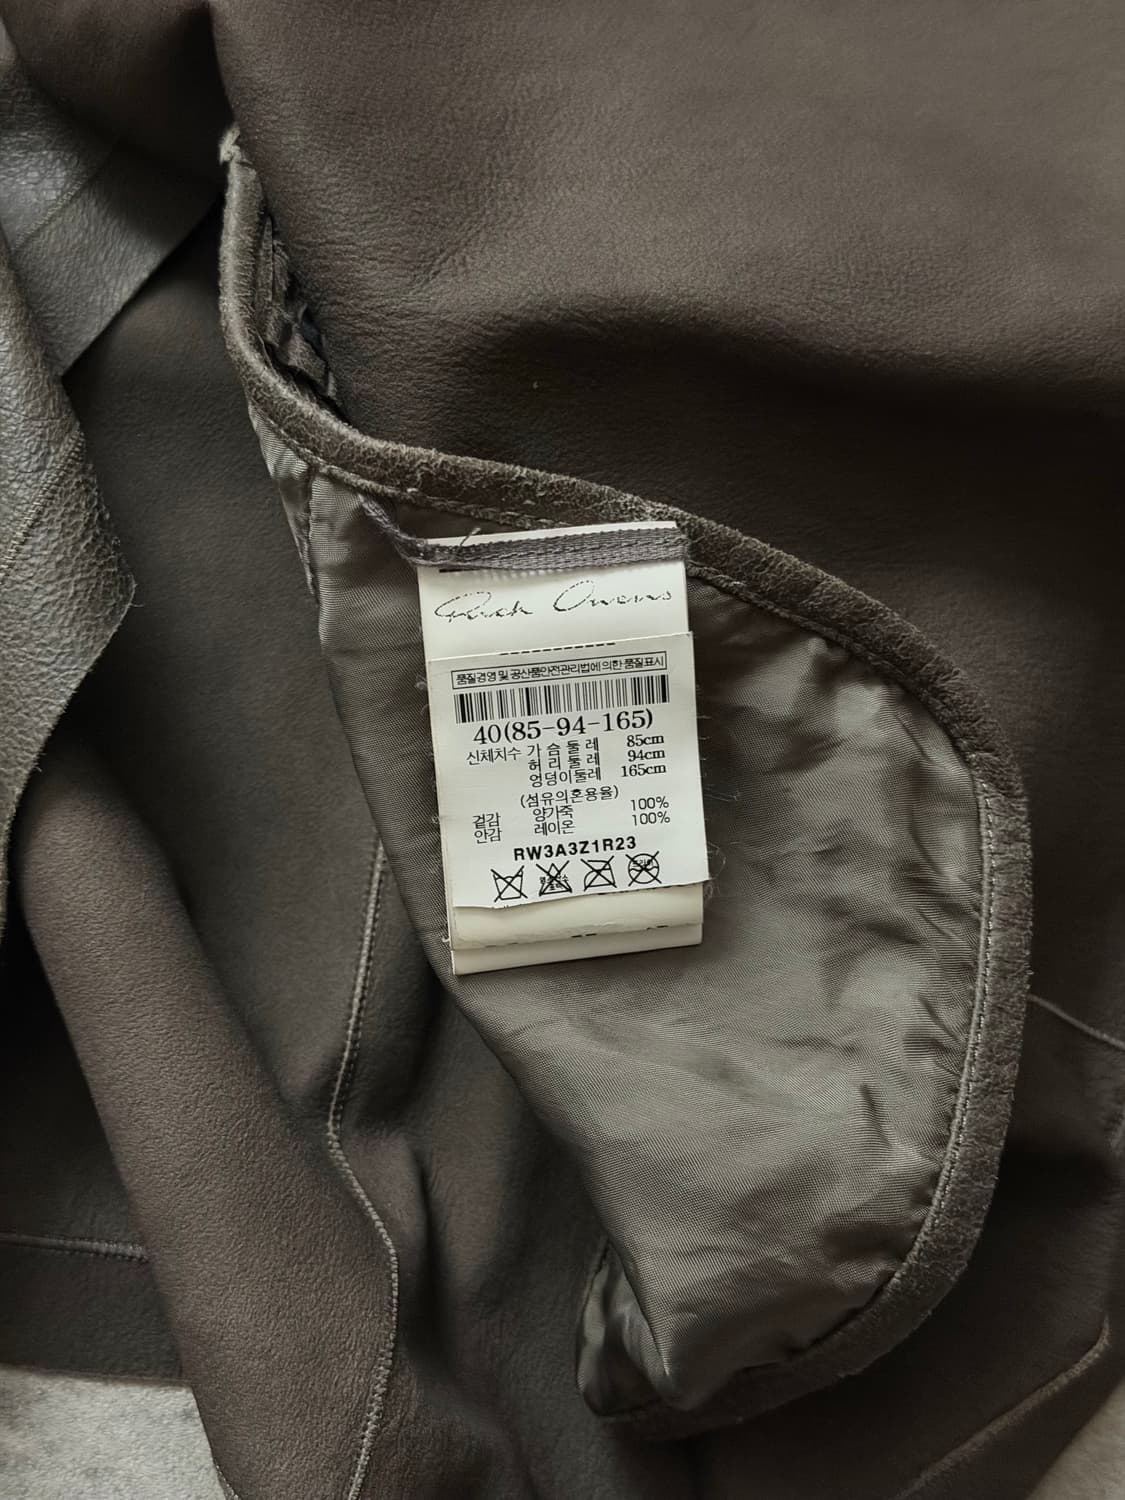 Rick Owens
품질경영 및 공산품안전관리법에 의한 품질표시
40(85-94-165)
신체치수 가 슴 둘 레 85cm
허 리 둘 레 94cm
엉덩이둘레 165cm
(섬유의혼용율)
겉감 양가죽 100%
안감 레이온 100%
RW3A3Z1R23